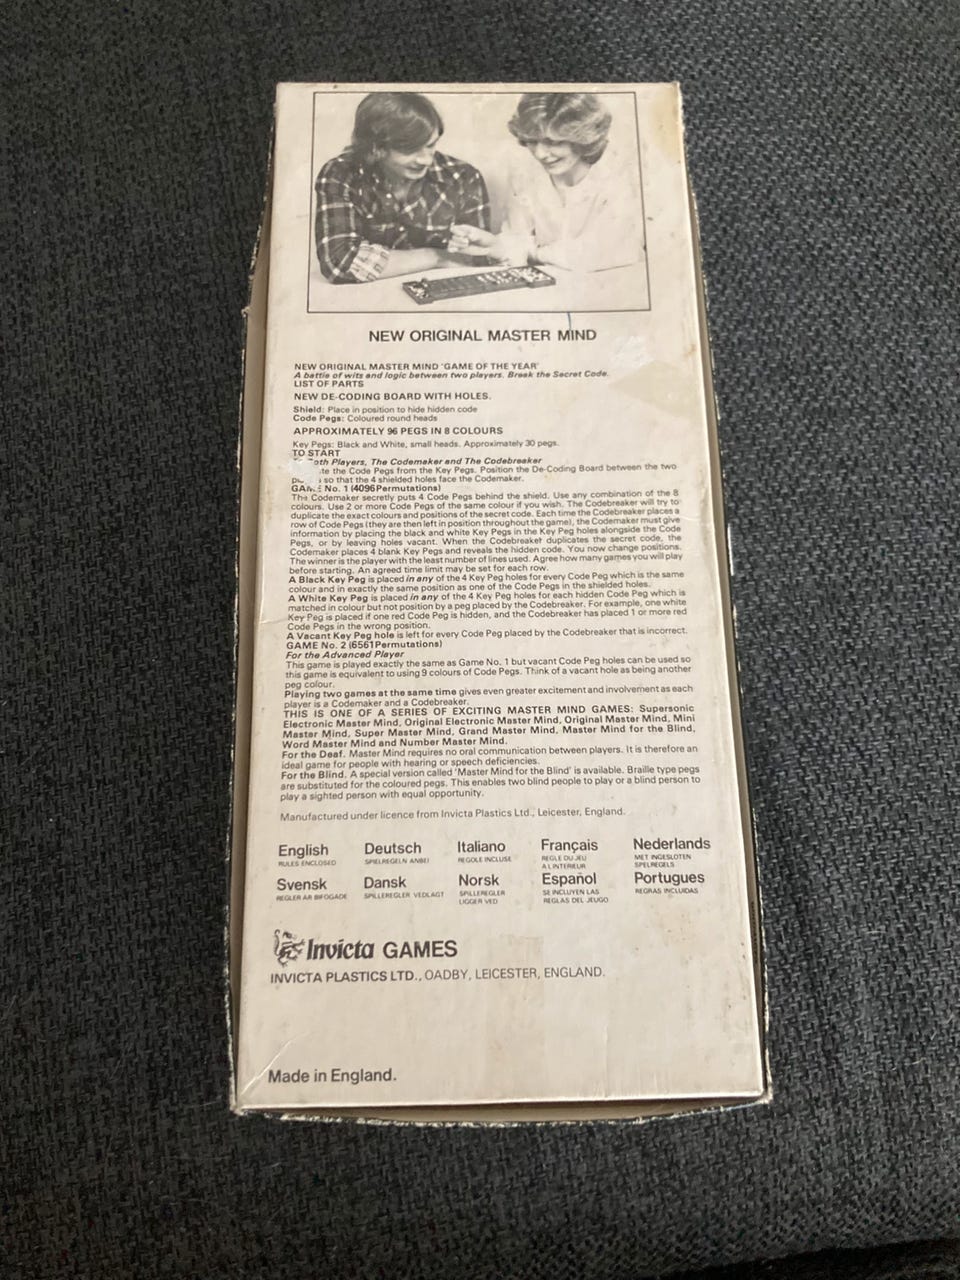 NEW ORIGINAL MASTER MIND
NEW ORIGINAL MASTER MIND 'GAME OF THE YEAR'
A battle of wits and logic between two players. Break the Secret Code.
LIST OF PARTS
NEW DE-CODING BOARD WITH HOLES.
Shield: Place in position to hide hidden code
Code Pegs: Coloured round heads
APPROXIMATELY 96 PEGS IN 8 COLOURS
Key Pegs: Black and White, small heads. Approximately 30 pegs.
TO START
Both Players, The Codemaker and The Codebreaker
the Code Pegs from the Key Pegs. Position the De-Coding Board between the two
so that the 4 shielded holes face the Codemaker.
GAME No. 1 (4096 Permutations)
The Codemaker secretly puts 4 Code Pegs behind the shield. Use any combination of the 8
colours. Use 2 or more Code Pegs of the same colour if you wish. The Codebreaker will try to
duplicate the exact colours and positions of the secret code. Each time the Codebreaker places a
row of Code Pegs (they are then left in position throughout the game), the Codemaker must give
information by placing the black and white Key Pegs in the Key Peg holes alongside the Code
Pegs, or by leaving holes vacant. When the Codebreaker duplicates the secret code, the
Codemaker places 4 blank Key Pegs and reveals the hidden code. You now change positions.
The winner is the player with the least number of lines used. Agree how many games you will play
before starting. An agreed time limit may be set for each row.
A Black Key Peg is placed in any of the 4 Key Peg holes for every Code Peg which is the same
colour and in exactly the same position as one of the Code Pegs in the shielded holes.
A White Key Peg is placed in any of the 4 Key Peg holes for each hidden Code Peg which is
matched in colour but not position by a peg placed by the Codebreaker. For example, one white
Key Peg is placed if one red Code Peg is hidden, and the Codebreaker has placed 1 or more red
Code Pegs in the wrong position.
A Vacant Key Peg hole is left for every Code Peg placed by the Codebreaker that is incorrect.
GAME No. 2 (6561 Permutations)
For the Advanced Player
This game is played exactly the same as Game No. 1 but vacant Code Peg holes can be used so
this game is equivalent to using 9 colours of Code Pegs. Think of a vacant hole as being another
peg colour.
Playing two games at the same time gives even greater excitement and involvement as each
player is a Codemaker and a Codebreaker.
THIS IS ONE OF A SERIES OF EXCITING MASTER MIND GAMES: Supersonic
Electronic Master Mind, Original Electronic Master Mind, Original Master Mind, Mini
Master Mind, Super Master Mind, Grand Master Mind, Master Mind for the Blind,
Word Master Mind and Number Master Mind.
For the Deaf. Master Mind requires no oral communication between players. It is therefore an
ideal game for people with hearing or speech deficiencies.
For the Blind. A special version called 'Master Mind for the Blind' is available. Braille type pegs
are substituted for the coloured pegs. This enables two blind people to play or a blind person to
play a sighted person with equal opportunity.
Manufactured under licence from Invicta Plastics Ltd., Leicester, England.
English Deutsch Italiano Français Nederlands
RULES ENCLOSED SPIELREGELN ANBEI REGOLE INCLUSE REGLE DU JEU MET INGESLOTEN
A L'INTERIEUR SPELREGELS
Svensk Dansk Norsk Español Portugues
REGLER AR BIFOGADE SPILLEREGLER VEDLAGT SPILLEREGLER SE INCLUYEN LAS REGRAS INCLUIDAS
LIGGER VED REGLAS DEL JEUGO
Invicta GAMES
INVICTA PLASTICS LTD., OADBY, LEICESTER, ENGLAND.
Made in England.